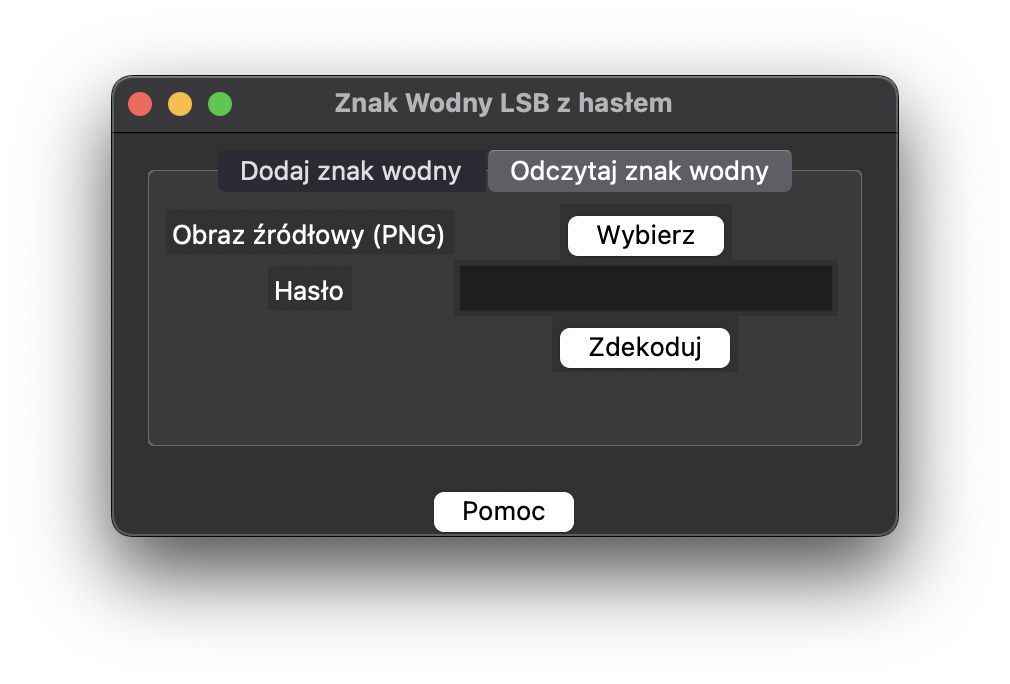 Znak Wodny LSB z hasłem
Dodaj znak wodny
Odczytaj znak wodny
Obraz źródłowy (PNG)
Wybierz
Hasło
Zdekoduj
Pomoc